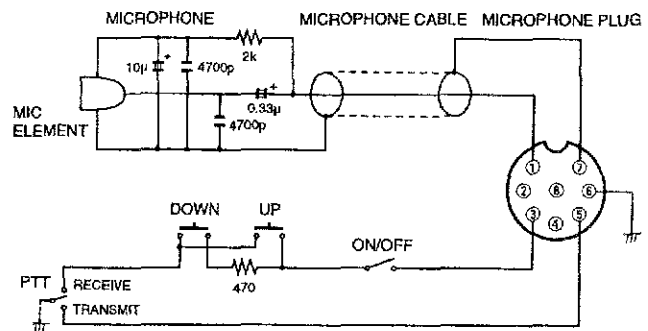 MICROPHONE
MICROPHONE CABLE
MICROPHONE PLUG
2k
10μ
+
4700p
+
0.33μ
4700p
MIC
ELEMENT
1
7
2
8
6
3
5
4
DOWN
UP
ON/OFF
470
PTT
RECEIVE
TRANSMIT